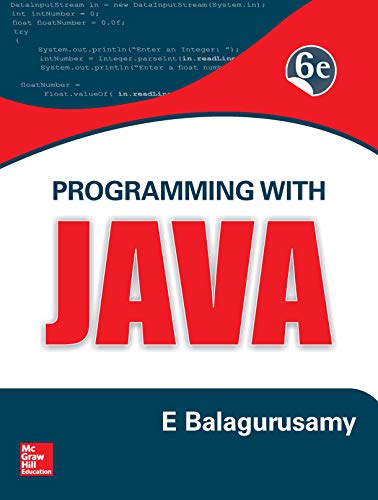 DataInputStream in = new DataInputStream(System.in);
int intNumber = 0;
float floatNumber = 0.0f;
try
{
System.out.println("Enter an Integer: ");
intNumber = Integer.parseInt(in.readLine
System.out.println("Enter a float numbe
floatNumber =
Float.valueOf( in.readLi
6e
PROGRAMMING WITH
JAVA
E Balagurusamy
Mc
Graw
Hill
Education